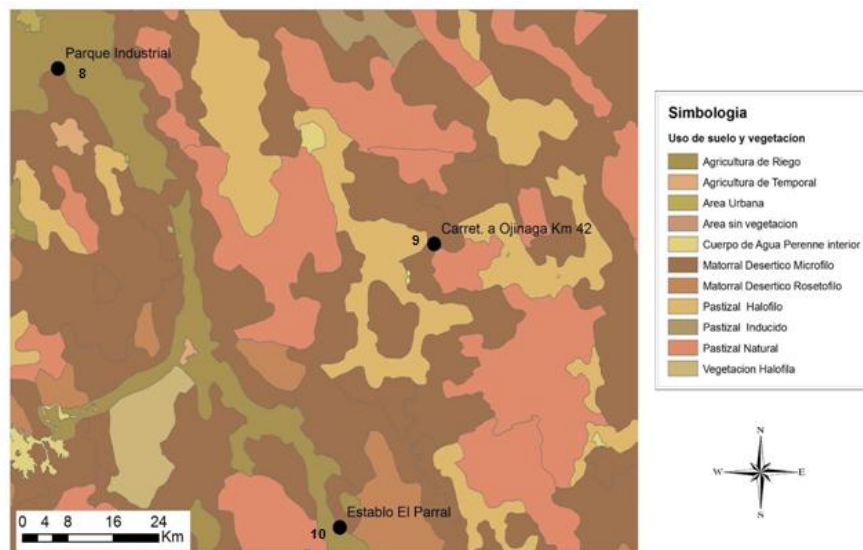 Parque Industrial
8
9
Carret. a Ojinaga Km 42
Establo El Parral
10
0 4 8 16 24
Km
Simbologia
Uso de suelo y vegetacion
Agricultura de Riego
Agricultura de Temporal
Area Urbana
Area sin vegetacion
Cuerpo de Agua Perenne interior
Matorral Desertico Microfilo
Matorral Desertico Rosetofilo
Pastizal Halofilo
Pastizal Inducido
Pastizal Natural
Vegetacion Halofila
N
W E
S